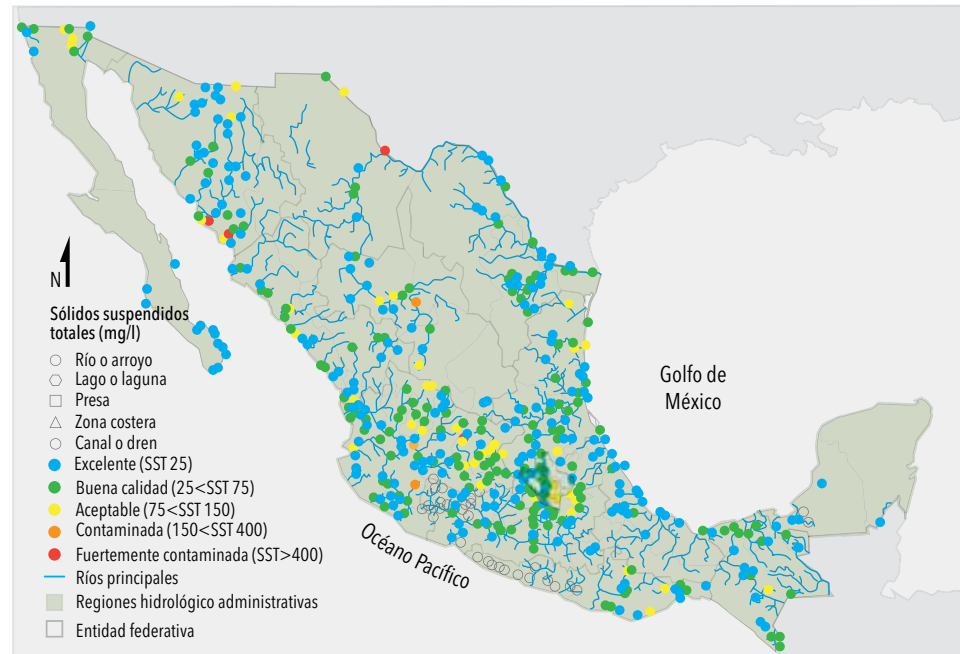 N
Sólidos suspendidos
totales (mg/l)
Río o arroyo
Lago o laguna
Presa
Zona costera
Canal o dren
Excelente (SST 25)
Buena calidad (25<SST 75)
Aceptable (75<SST 150)
Contaminada (150<SST 400)
Fuertemente contaminada (SST>400)
Ríos principales
Regiones hidrológico administrativas
Entidad federativa
Golfo de
México
Océano Pacífico